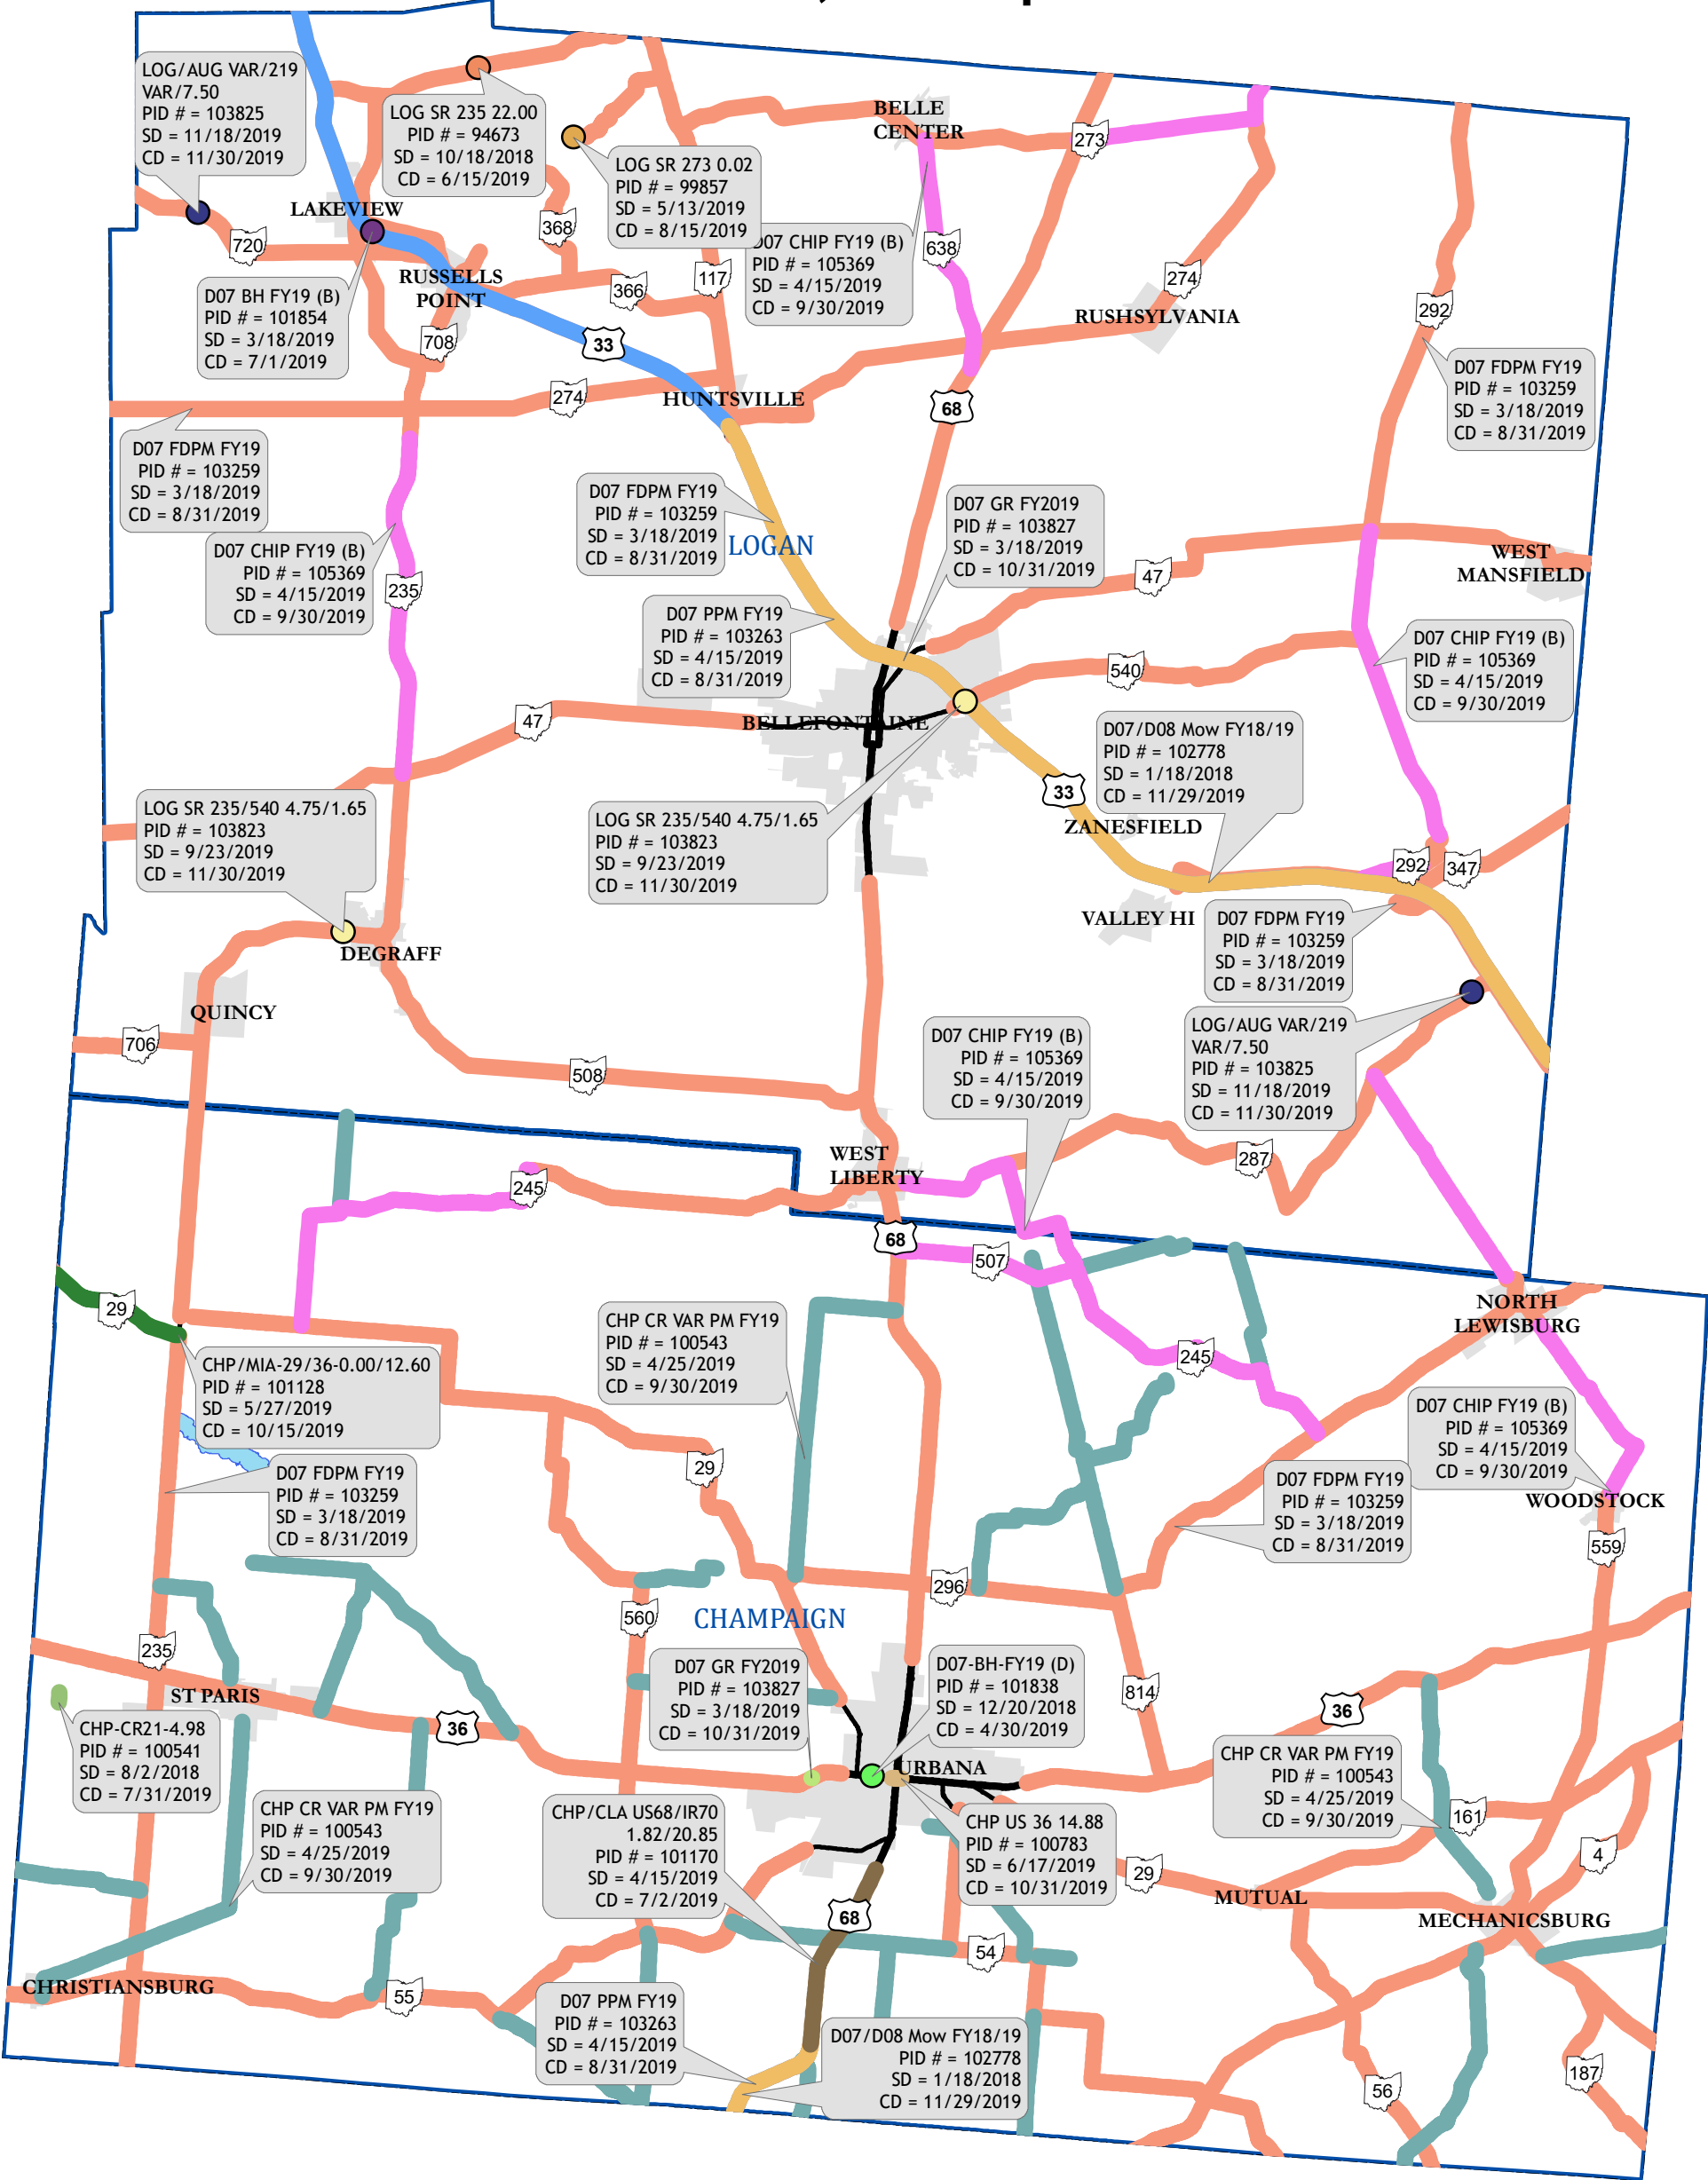 LOG/AUG VAR/219
VAR/7.50
PID # = 103825
SD = 11/18/2019
CD = 11/30/2019
LOG SR 235 22.00
PID # = 94673
SD = 10/18/2018
CD = 6/15/2019
BELLE
CENTER
273
LOG SR 273 0.02
PID # = 99857
SD = 5/13/2019
CD = 8/15/2019
LAKEVIEW
720
368
D07 CHIP FY19 (B)
PID # = 105369
SD = 4/15/2019
CD = 9/30/2019
638
274
RUSSELLS
POINT
366
117
D07 BH FY19 (B)
PID # = 101854
SD = 3/18/2019
CD = 7/1/2019
708
33
RUSHSYLVANIA
292
D07 FDPM FY19
PID # = 103259
SD = 3/18/2019
CD = 8/31/2019
274
HUNTSVILLE
68
D07 FDPM FY19
PID # = 103259
SD = 3/18/2019
CD = 8/31/2019
D07 FDPM FY19
PID # = 103259
SD = 3/18/2019
CD = 8/31/2019
LOGAN
D07 GR FY2019
PID # = 103827
SD = 3/18/2019
CD = 10/31/2019
D07 CHIP FY19 (B)
PID # = 105369
SD = 4/15/2019
CD = 9/30/2019
235
47
WEST
MANSFIELD
D07 PPM FY19
PID # = 103263
SD = 4/15/2019
CD = 8/31/2019
540
D07 CHIP FY19 (B)
PID # = 105369
SD = 4/15/2019
CD = 9/30/2019
47
BELLEFONTAINE
D07/D08 Mow FY18/19
PID # = 102778
SD = 1/18/2018
CD = 11/29/2019
33
ZANESFIELD
LOG SR 235/540 4.75/1.65
PID # = 103823
SD = 9/23/2019
CD = 11/30/2019
LOG SR 235/540 4.75/1.65
PID # = 103823
SD = 9/23/2019
CD = 11/30/2019
292
347
VALLEY HI
D07 FDPM FY19
PID # = 103259
SD = 3/18/2019
CD = 8/31/2019
DEGRAFF
QUINCY
706
508
D07 CHIP FY19 (B)
PID # = 105369
SD = 4/15/2019
CD = 9/30/2019
LOG/AUG VAR/219
VAR/7.50
PID # = 103825
SD = 11/18/2019
CD = 11/30/2019
WEST
LIBERTY
287
245
68
507
29
NORTH
LEWISBURG
CHP CR VAR PM FY19
PID # = 100543
SD = 4/25/2019
CD = 9/30/2019
245
CHP/MIA-29/36-0.00/12.60
PID # = 101128
SD = 5/27/2019
CD = 10/15/2019
D07 CHIP FY19 (B)
PID # = 105369
SD = 4/15/2019
CD = 9/30/2019
29
D07 FDPM FY19
PID # = 103259
SD = 3/18/2019
CD = 8/31/2019
D07 FDPM FY19
PID # = 103259
SD = 3/18/2019
CD = 8/31/2019
WOODSTOCK
559
296
560
CHAMPAIGN
235
D07 GR FY2019
PID # = 103827
SD = 3/18/2019
CD = 10/31/2019
D07-BH-FY19 (D)
PID # = 101838
SD = 12/20/2018
CD = 4/30/2019
814
ST PARIS
36
36
CHP-CR21-4.98
PID # = 100541
SD = 8/2/2018
CD = 7/31/2019
URBANA
CHP CR VAR PM FY19
PID # = 100543
SD = 4/25/2019
CD = 9/30/2019
161
CHP CR VAR PM FY19
PID # = 100543
SD = 4/25/2019
CD = 9/30/2019
CHP/CLA US68/IR70
1.82/20.85
PID # = 101170
SD = 4/15/2019
CD = 7/2/2019
CHP US 36 14.88
PID # = 100783
SD = 6/17/2019
CD = 10/31/2019
4
29
MUTUAL
68
MECHANICSBURG
54
CHRISTIANSBURG
55
D07 PPM FY19
PID # = 103263
SD = 4/15/2019
CD = 8/31/2019
D07/D08 Mow FY18/19
PID # = 102778
SD = 1/18/2018
CD = 11/29/2019
56
187